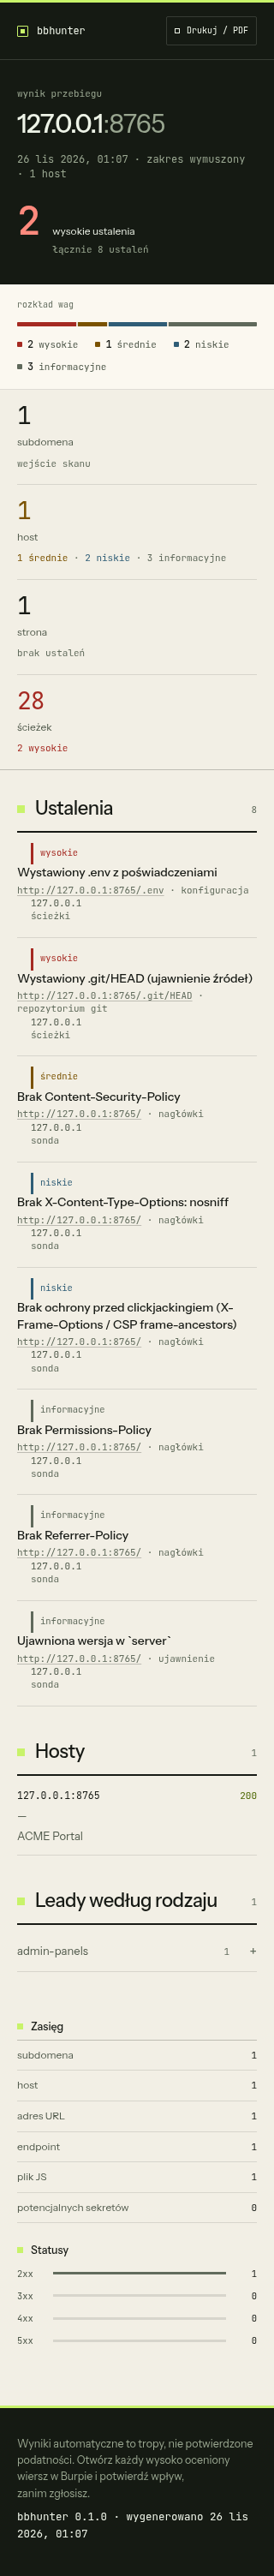 bbhunter
Drukuj / PDF
wynik przebiegu
127.0.0.1:8765
26 lis 2026, 01:07 · zakres wymuszony
· 1 host
2 wysokie ustalenia
łącznie 8 ustaleń
rozkład wag
2 wysokie 1 średnie 2 niskie
3 informacyjne
1
subdomena
wejście skanu
1
host
1 średnie · 2 niskie · 3 informacyjne
1
strona
brak ustaleń
28
ścieżek
2 wysokie
Ustalenia 8
wysokie
Wystawiony .env z poświadczeniami
http://127.0.0.1:8765/.env · konfiguracja
127.0.0.1
ścieżki
wysokie
Wystawiony .git/HEAD (ujawnienie źródeł)
http://127.0.0.1:8765/.git/HEAD ·
repozytorium git
127.0.0.1
ścieżki
średnie
Brak Content-Security-Policy
http://127.0.0.1:8765/ · nagłówki
127.0.0.1
sonda
niskie
Brak X-Content-Type-Options: nosniff
http://127.0.0.1:8765/ · nagłówki
127.0.0.1
sonda
niskie
Brak ochrony przed clickjackingiem (X-
Frame-Options / CSP frame-ancestors)
http://127.0.0.1:8765/ · nagłówki
127.0.0.1
sonda
informacyjne
Brak Permissions-Policy
http://127.0.0.1:8765/ · nagłówki
127.0.0.1
sonda
informacyjne
Brak Referrer-Policy
http://127.0.0.1:8765/ · nagłówki
127.0.0.1
sonda
informacyjne
Ujawniona wersja w `server`
http://127.0.0.1:8765/ · ujawnienie
127.0.0.1
sonda
Hosty 1
127.0.0.1:8765 200
—
ACME Portal
Leady według rodzaju 1
admin-panels 1 +
Zasięg
subdomena 1
host 1
adres URL 1
endpoint 1
plik JS 1
potencjalnych sekretów 0
Statusy
2xx 1
3xx 0
4xx 0
5xx 0
Wyniki automatyczne to tropy, nie potwierdzone
podatności. Otwórz każdy wysoko oceniony
wiersz w Burpie i potwierdź wpływ,
zanim zgłosisz.
bbhunter 0.1.0 · wygenerowano 26 lis
2026, 01:07